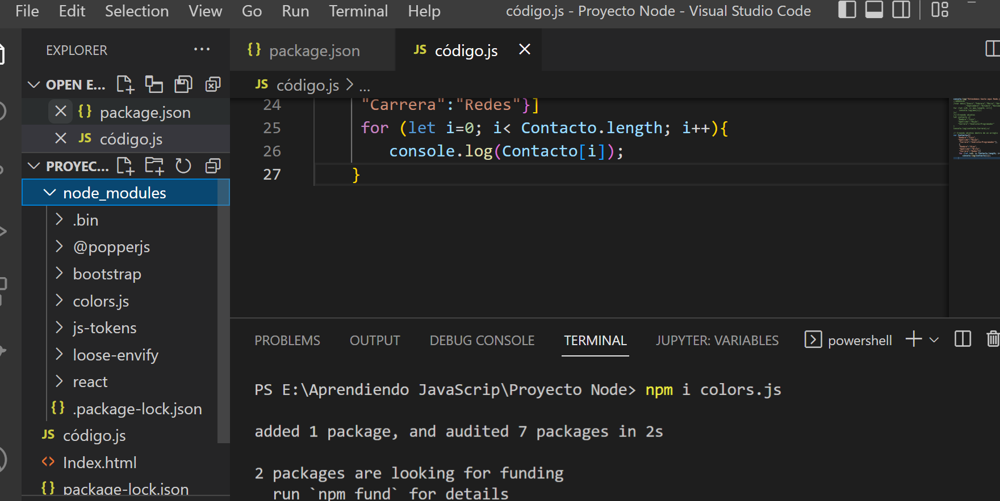 File Edit Selection View Go Run Terminal Help código.js - Proyecto Node - Visual Studio Code
EXPLORER ...
OPEN E...
{} package.json
JS código.js
PROYEC...
node_modules
.bin
@popperjs
bootstrap
colors.js
js-tokens
loose-envify
react
{} .package-lock.json
JS código.js
<> Index.html
{} package-lock.json
{} package.json
JS código.js
JS código.js > ...
24 "Carrera":"Redes"}]
25 for (let i=0; i< Contacto.length; i++){
26 console.log(Contacto[i]);
27 }
PROBLEMS OUTPUT DEBUG CONSOLE TERMINAL JUPYTER: VARIABLES powershell
PS E:\Aprendiendo JavaScrip\Proyecto Node> npm i colors.js
added 1 package, and audited 7 packages in 2s
2 packages are looking for funding
run `npm fund` for details